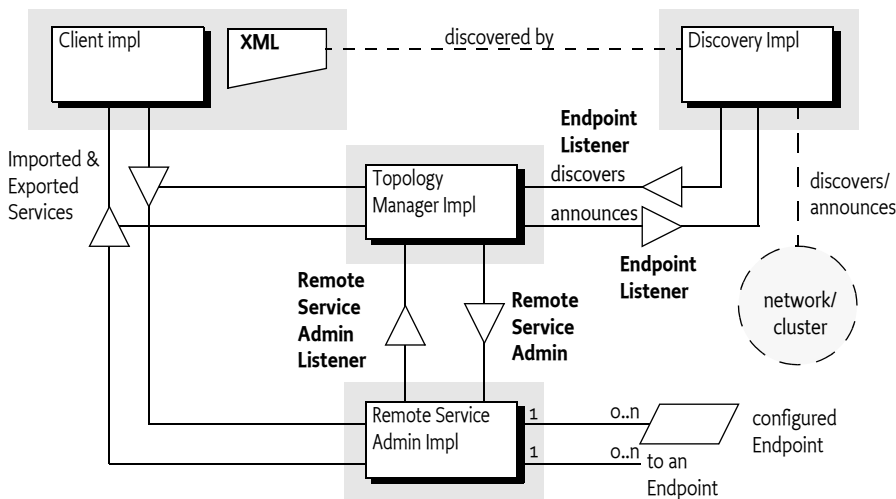 Client impl
XML
discovered by
Discovery Impl
Endpoint
Listener
Imported &
Exported
Services
Topology
Manager Impl
discovers
announces
discovers/
announces
Endpoint
Listener
Remote
Service
Admin
Listener
Remote
Service
Admin
network/
cluster
Remote Service
Admin Impl
1
0..n
configured
Endpoint
1
0..n
to an
Endpoint